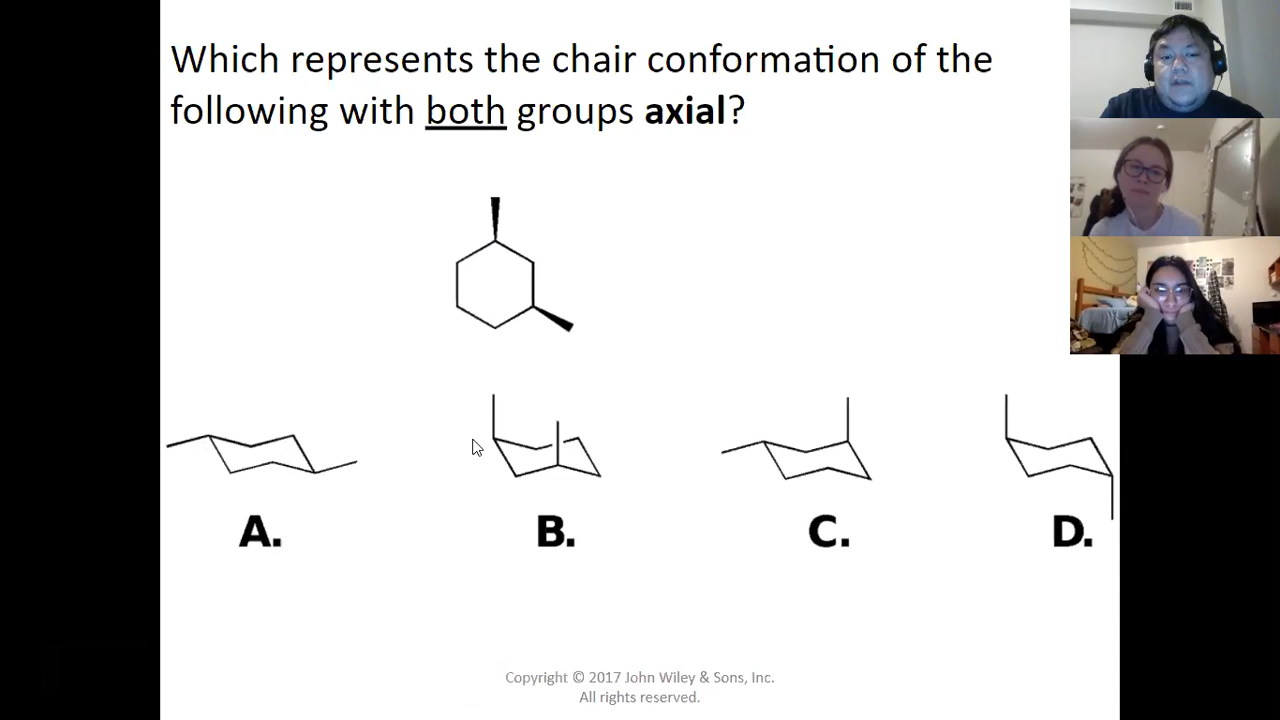 Which represents the chair conformation of the
following with both groups axial?
A.
B.
C.
D.
Copyright © 2017 John Wiley & Sons, Inc.
All rights reserved.